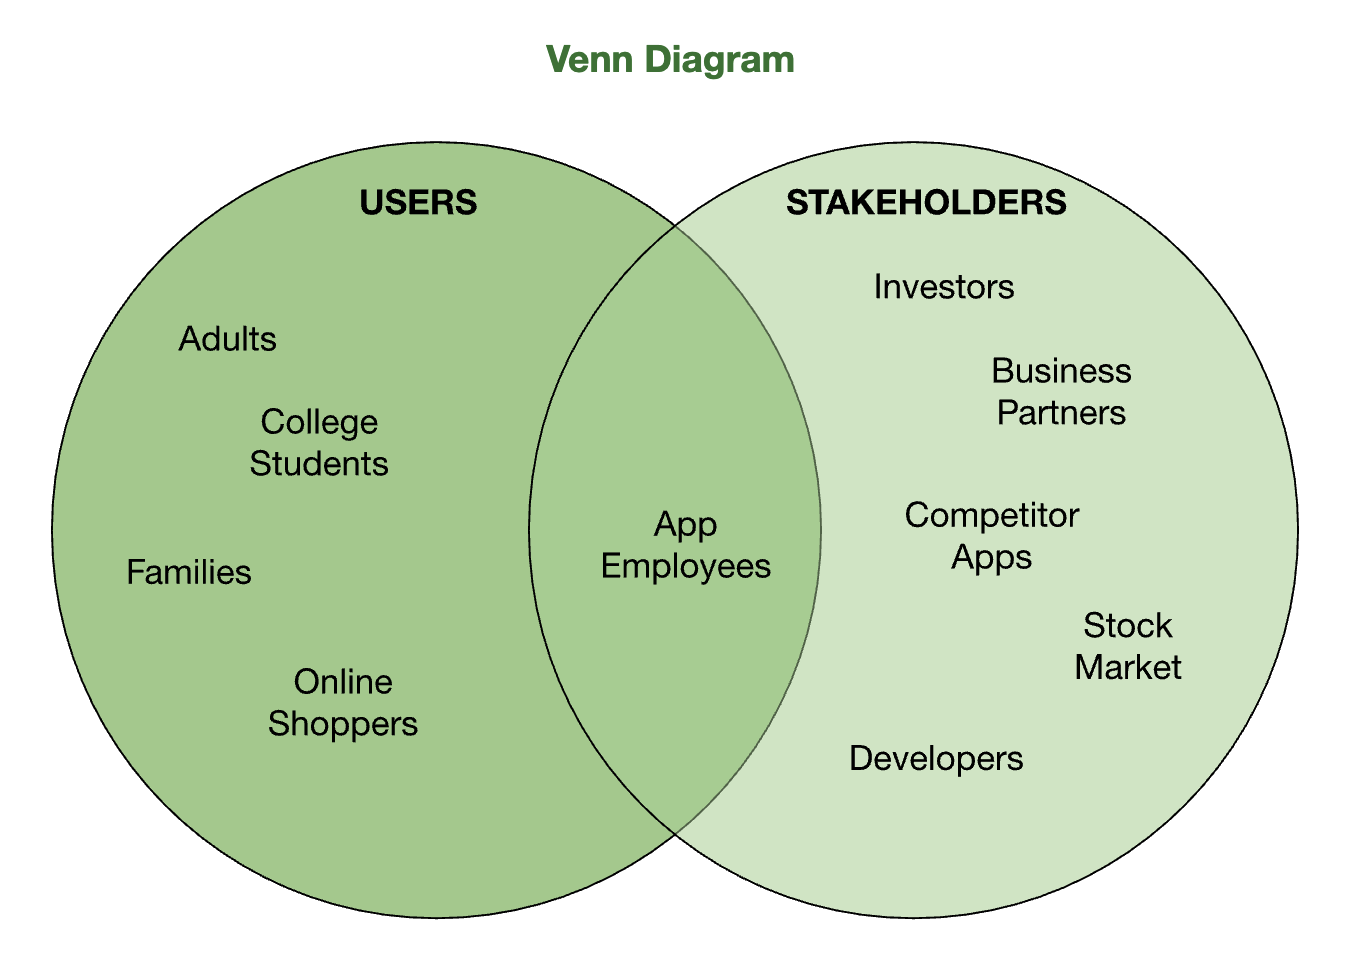 Venn Diagram
USERS
Adults
College
Students
Families
Online
Shoppers
App
Employees
STAKEHOLDERS
Investors
Business
Partners
Competitor
Apps
Stock
Market
Developers